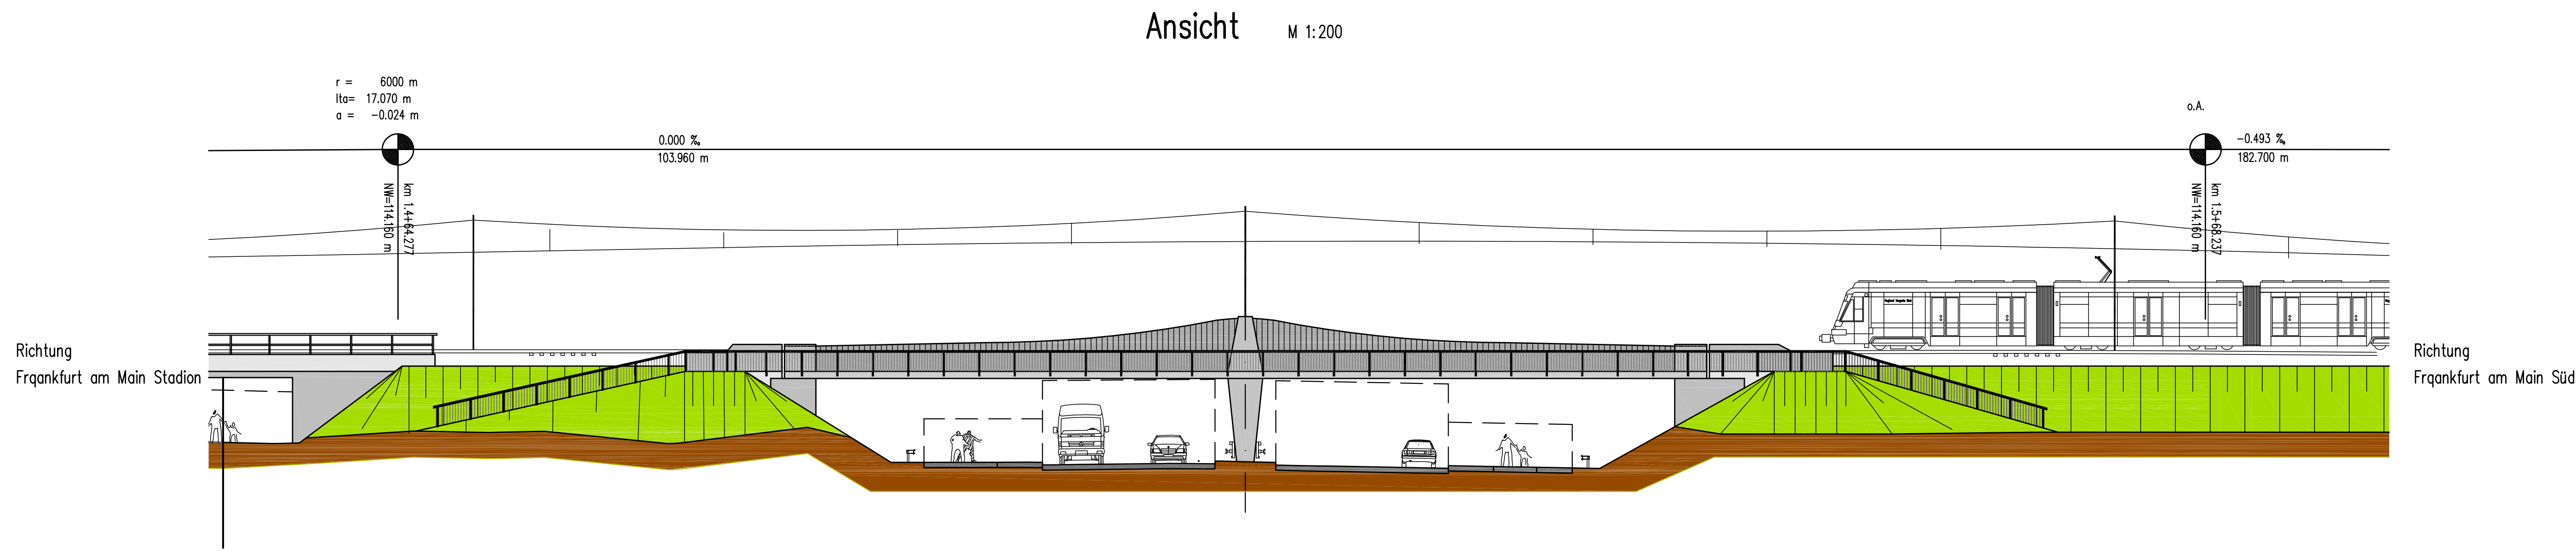 Ansicht M 1:200
r = 6000 m
lta= 17.070 m
a = -0.024 m
o.A.
0.000 ‰
103.960 m
-0.493 ‰
182.700 m
km 1.4+64.277
NW=114.160 m
km 1.5+68.237
NW=114.160 m
Richtung
Frqankfurt am Main Stadion
Richtung
Frqankfurt am Main Süd